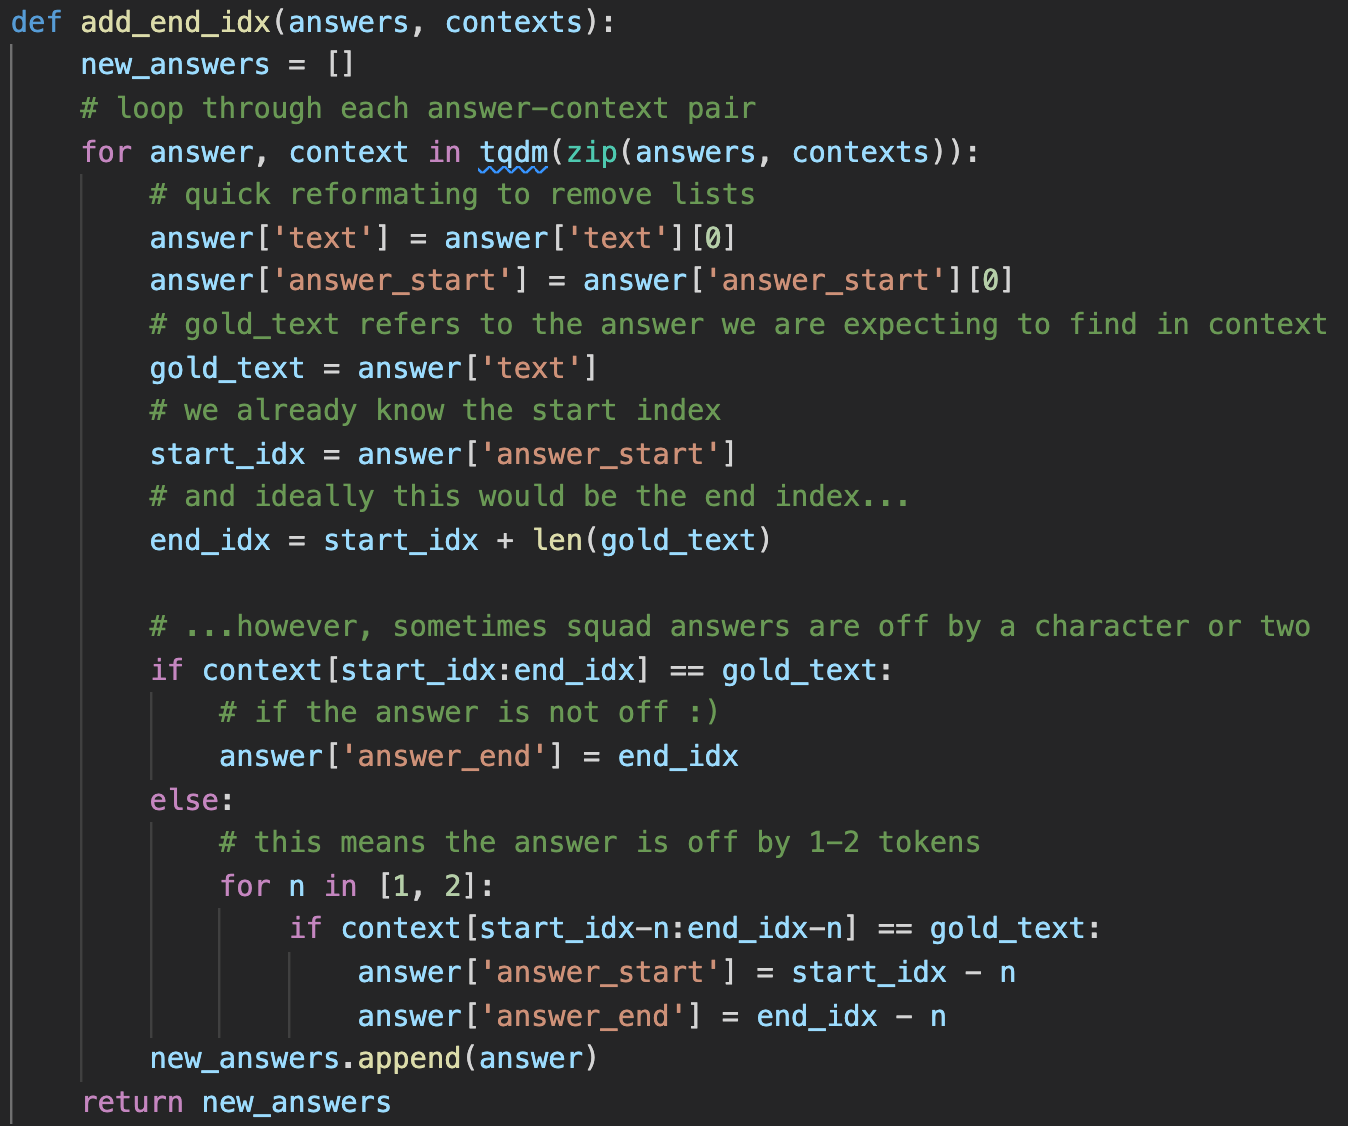 def add_end_idx(answers, contexts):
    new_answers = []
    # loop through each answer-context pair
    for answer, context in tqdm(zip(answers, contexts)):
        # quick reformating to remove lists
        answer['text'] = answer['text'][0]
        answer['answer_start'] = answer['answer_start'][0]
        # gold_text refers to the answer we are expecting to find in context
        gold_text = answer['text']
        # we already know the start index
        start_idx = answer['answer_start']
        # and ideally this would be the end index...
        end_idx = start_idx + len(gold_text)

        # ...however, sometimes squad answers are off by a character or two
        if context[start_idx:end_idx] == gold_text:
            # if the answer is not off :)
            answer['answer_end'] = end_idx
        else:
            # this means the answer is off by 1-2 tokens
            for n in [1, 2]:
                if context[start_idx-n:end_idx-n] == gold_text:
                    answer['answer_start'] = start_idx - n
                    answer['answer_end'] = end_idx - n
        new_answers.append(answer)
    return new_answers